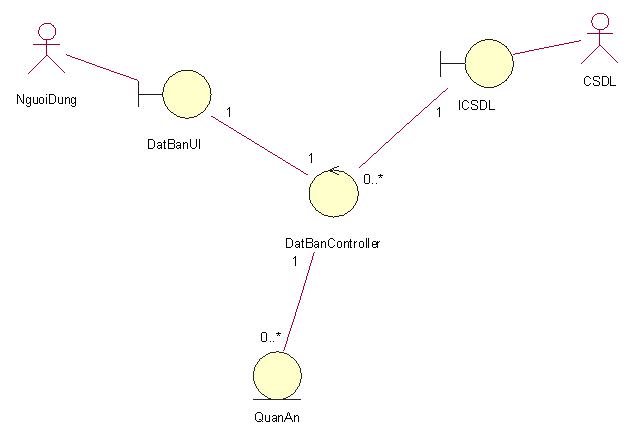 NguoiDung
CSDL
ICSDL
DatBanUI
1
1
1
0..*
DatBanController
1
0..*
QuanAn